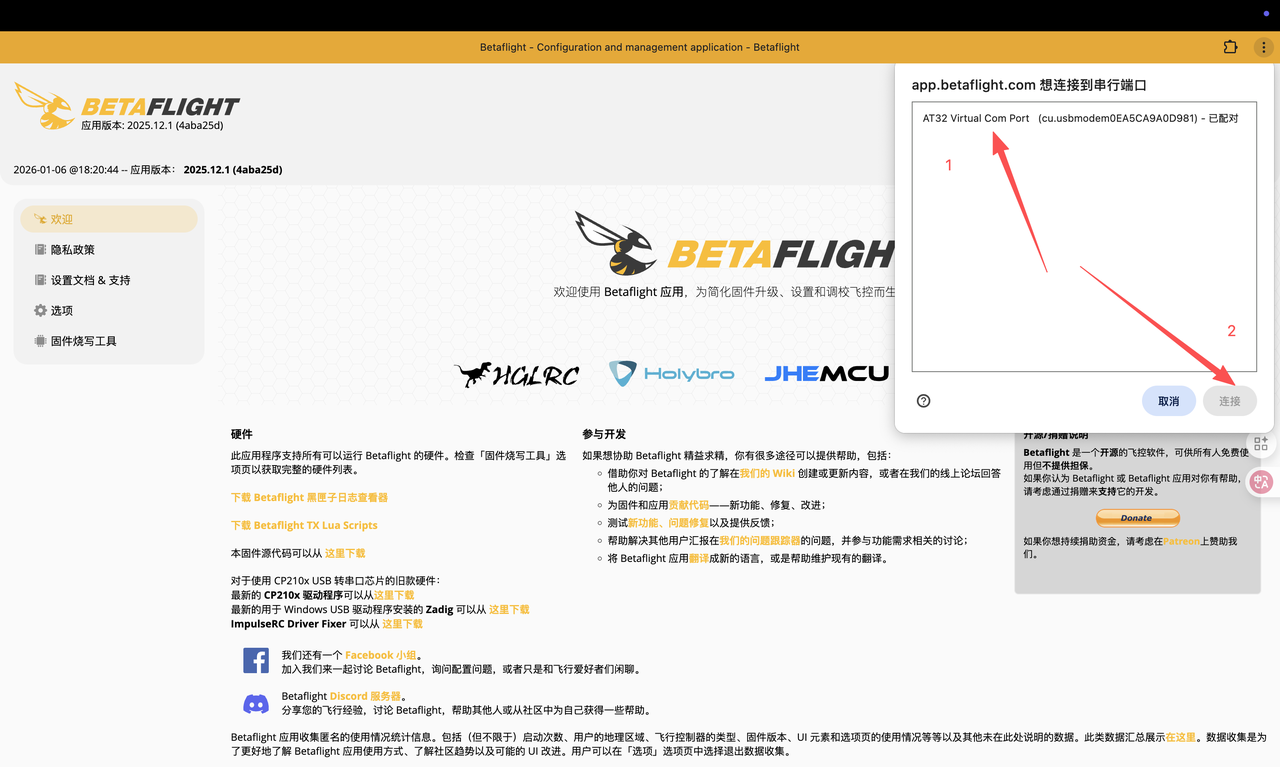 Betaflight - Configuration and management application - Betaflight
BETAFLIGHT
应用版本: 2025.12.1 (4aba25d)
2026-01-06 @18:20:44 -- 应用版本： 2025.12.1 (4aba25d)
欢迎
隐私政策
设置文档 & 支持
选项
固件烧写工具
app.betaflight.com 想连接到串行端口
AT32 Virtual Com Port (cu.usbmodem0EA5CA9A0D981) - 已配对
1
2
取消
连接
BETAFLIGH
欢迎使用 Betaflight 应用，为简化固件升级、设置和调校飞控而生
HGLRC
Holybro
JHEMCU
硬件
此应用程序支持所有可以运行 Betaflight 的硬件。检查「固件烧写工具」选
项页以获取完整的硬件列表。
下载 Betaflight 黑匣子日志查看器
下载 Betaflight TX Lua Scripts
本固件源代码可以从 这里下载
对于使用 CP210x USB 转串口芯片的旧款硬件：
最新的 CP210x 驱动程序可以从这里下载
最新的用于 Windows USB 驱动程序安装的 Zadig 可以从 这里下载
ImpulseRC Driver Fixer 可以从 这里下载
我们还有一个 Facebook 小组。
加入我们来一起讨论 Betaflight，询问配置问题，或者只是和飞行爱好者们闲聊。
Betaflight Discord 服务器。
分享您的飞行经验，讨论 Betaflight，帮助其他人或从社区中为自己获得一些帮助。
参与开发
如果想协助 Betaflight 精益求精，你有很多途径可以提供帮助，包括：
借助你对 Betaflight 的了解在我们的 Wiki 创建或更新内容，或者在我们的线上论坛回答
他人的问题；
为固件和应用贡献代码——新功能、修复、改进；
测试新功能、问题修复以及提供反馈；
帮助解决其他用户汇报在我们的问题跟踪器的问题，并参与功能需求相关的讨论；
将 Betaflight 应用翻译成新的语言，或是帮助维护现有的翻译。
开源/捐赠说明
Betaflight 是一个开源的飞控软件，可供所有人免费使
用但不提供担保。
如果你认为 Betaflight 或 Betaflight 应用对你有帮助，
请考虑通过捐赠来支持它的开发。
Donate
如果你想持续捐助资金，请考虑在Patreon上赞助我
们。
Betaflight 应用收集匿名的使用情况统计信息。包括（但不限于）启动次数、用户的地理区域、飞行控制器的类型、固件版本、UI 元素和选项页的使用情况等等以及其他未在此处说明的数据。此类数据汇总展示在这里。数据收集是为
了更好地了解 Betaflight 应用使用方式、了解社区趋势以及可能的 UI 改进。用户可以在「选项」选项页中选择退出数据收集。